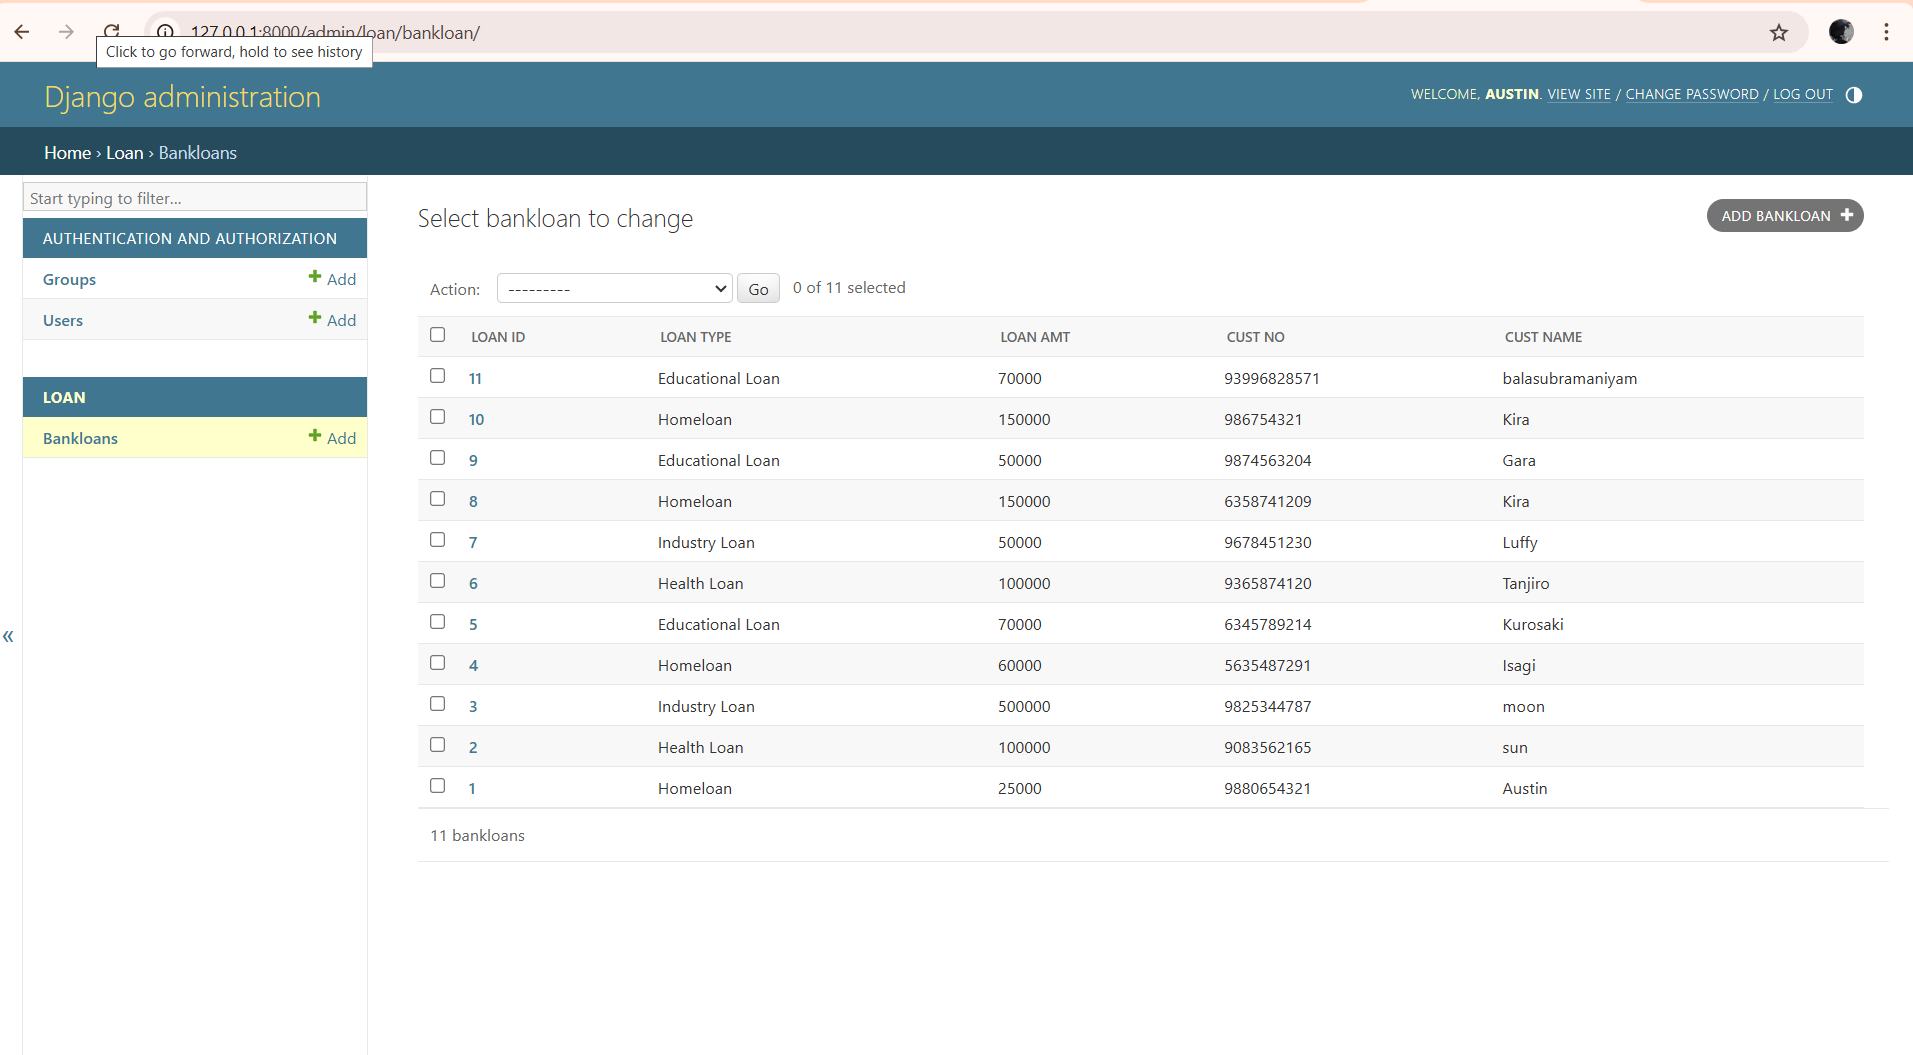 127.0.0.1:8000/admin/loan/bankloan/
Click to go forward, hold to see history
Django administration
WELCOME, AUSTIN. VIEW SITE / CHANGE PASSWORD / LOG OUT
Home › Loan › Bankloans
Start typing to filter...
AUTHENTICATION AND AUTHORIZATION
Groups + Add
Users + Add
LOAN
Bankloans + Add
«
Select bankloan to change
ADD BANKLOAN +
Action: --------- Go 0 of 11 selected
LOAN ID LOAN TYPE LOAN AMT CUST NO CUST NAME
11 Educational Loan 70000 93996828571 balasubramaniyam
10 Homeloan 150000 986754321 Kira
9 Educational Loan 50000 9874563204 Gara
8 Homeloan 150000 6358741209 Kira
7 Industry Loan 50000 9678451230 Luffy
6 Health Loan 100000 9365874120 Tanjiro
5 Educational Loan 70000 6345789214 Kurosaki
4 Homeloan 60000 5635487291 Isagi
3 Industry Loan 500000 9825344787 moon
2 Health Loan 100000 9083562165 sun
1 Homeloan 25000 9880654321 Austin
11 bankloans